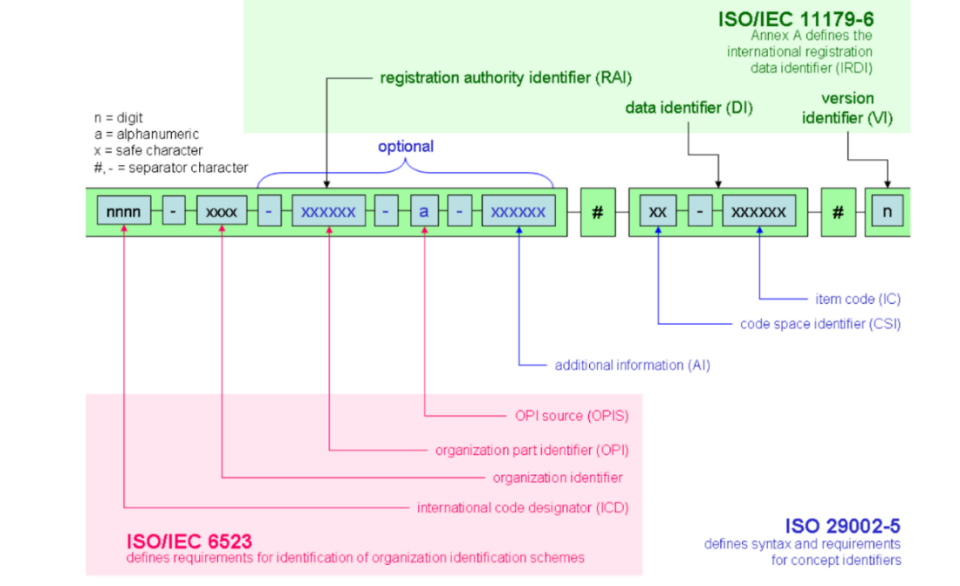 ISO/IEC 11179-6
Annex A defines the
international registration
data identifier (IRDI)
registration authority identifier (RAI)
data identifier (DI)
version
identifier (VI)
n = digit
a = alphanumeric
x = safe character
#, - = separator character
optional
nnnn - xxxx - xxxxxx - a - xxxxxx # xx - xxxxxx # n
item code (IC)
code space identifier (CSI)
additional information (AI)
OPI source (OPIS)
organization part identifier (OPI)
organization identifier
international code designator (ICD)
ISO/IEC 6523
defines requirements for identification of organization identification schemes
ISO 29002-5
defines syntax and requirements
for concept identifiers